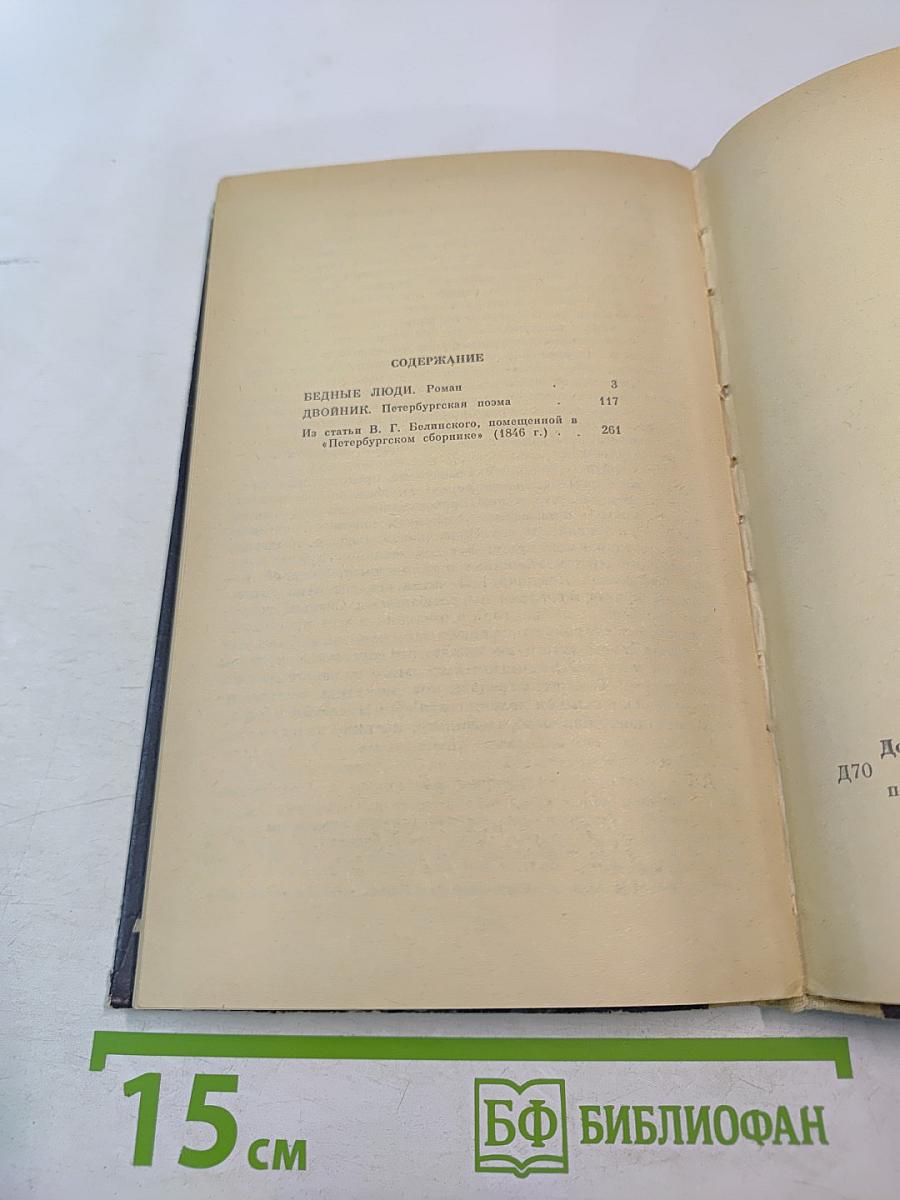 СОДЕРЖАНИЕ
БЕДНЫЕ ЛЮДИ. Роман . 3
ДВОЙНИК. Петербургская поэма . 117
Из статьи В. Г. Белинского, помещенной в
«Петербургском сборнике» (1846 г.) . . 261
Д70
15 см
БФ БИБЛИОФАН